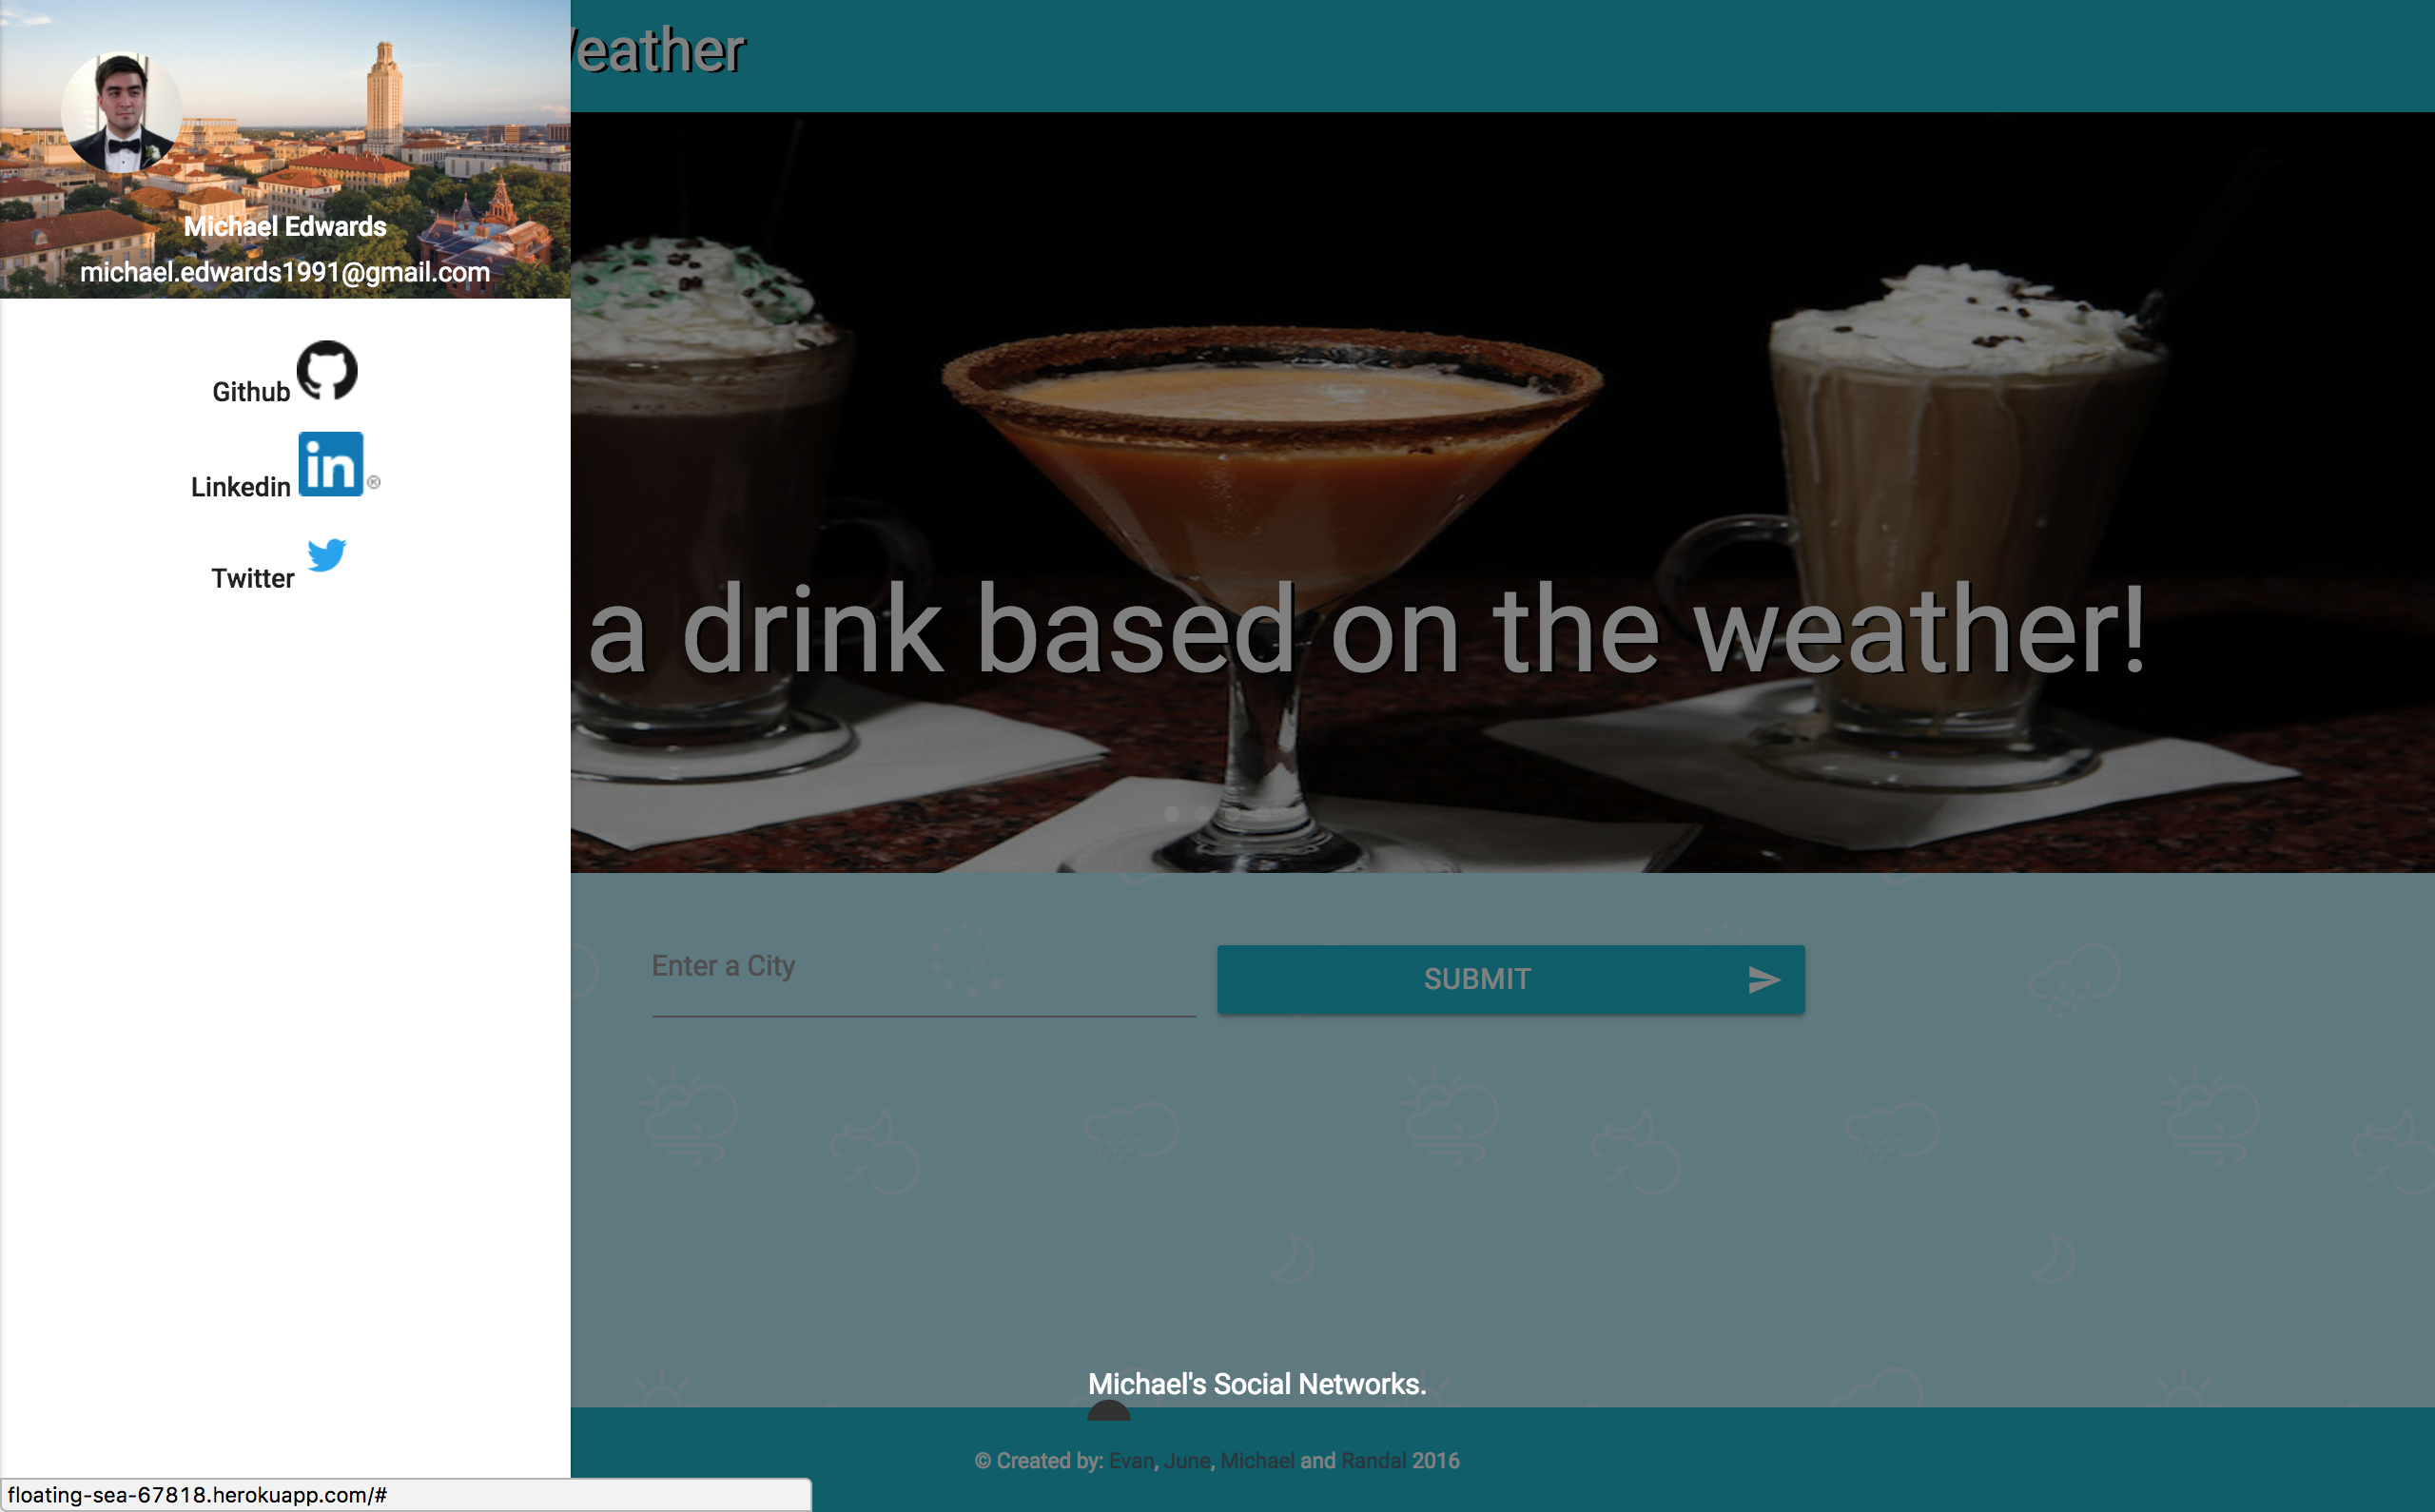 eather
Michael Edwards
michael.edwards1991@gmail.com
Github
Linkedin in ®
Twitter
a drink based on the weather!
Enter a City
SUBMIT
Michael's Social Networks.
© Created by: Evan, June, Michael and Randal 2016
floating-sea-67818.herokuapp.com/#